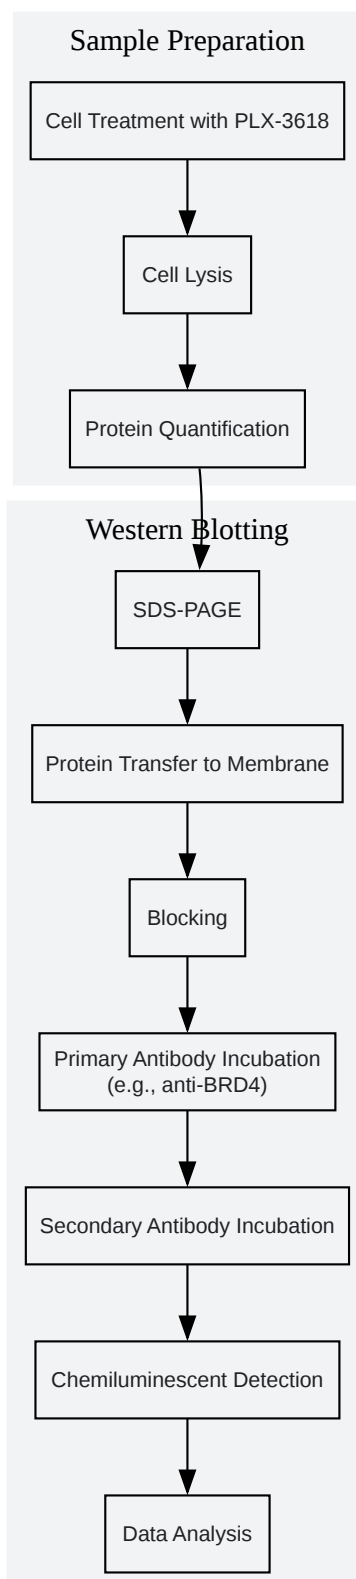 Sample Preparation
Cell Treatment with PLX-3618
Cell Lysis
Protein Quantification
Western Blotting
SDS-PAGE
Protein Transfer to Membrane
Blocking
Primary Antibody Incubation
(e.g., anti-BRD4)
Secondary Antibody Incubation
Chemiluminescent Detection
Data Analysis